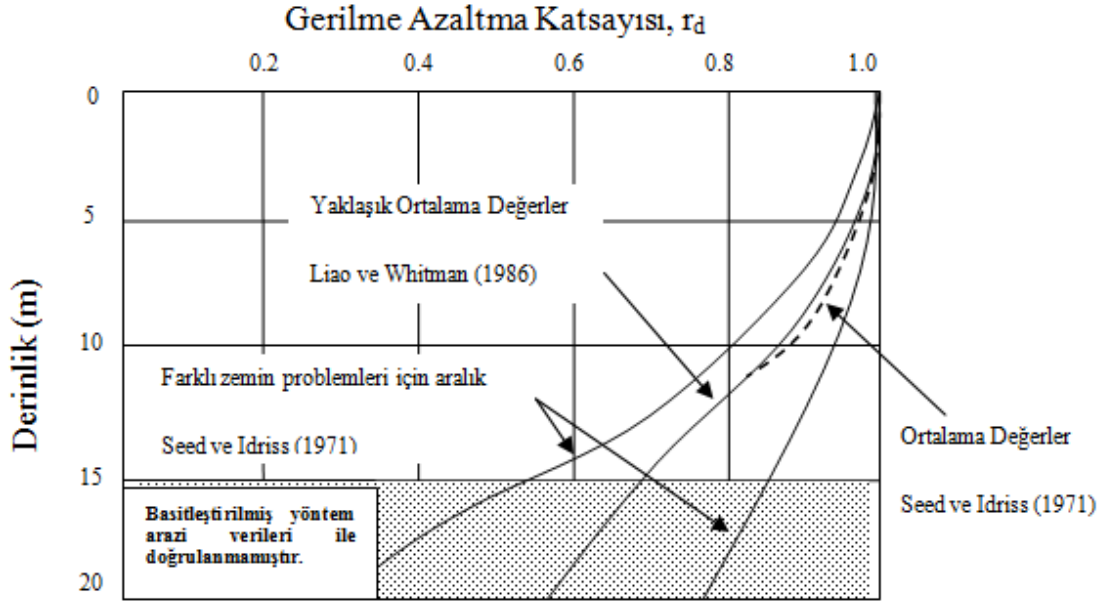 Gerilme Azaltma Katsayısı, rd
0.2 0.4 0.6 0.8 1.0
0
Yaklaşık Ortalama Değerler
5
Liao ve Whitman (1986)
Derinlik (m)
10
Farklı zemin problemleri için aralık
Ortalama Değerler
Seed ve Idriss (1971)
15
Seed ve Idriss (1971)
Basitleştirilmiş yöntem
arazi verileri ile
doğrulanmamıştır.
20